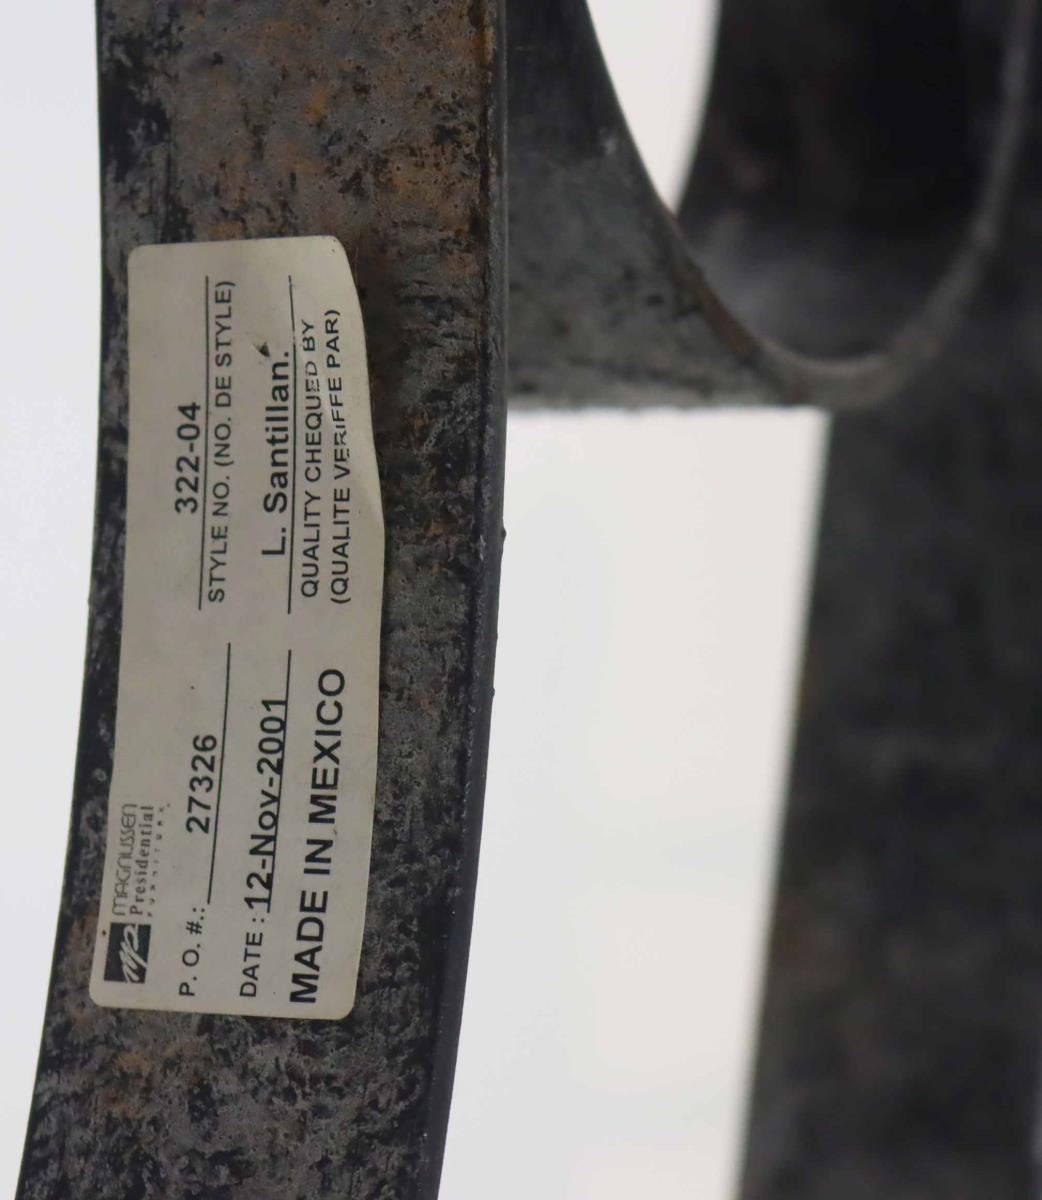 MAGNUSSEN
Presidential
FURNITURE
P. O. #.: 27326
322-04
STYLE NO. (NO. DE STYLE)
DATE : 12-Nov-2001
L. Santillan.
QUALITY CHEQUED BY
(QUALITE VERIFFE PAR)
MADE IN MEXICO